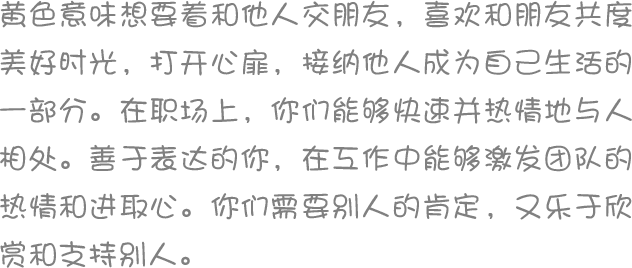 黄色意味想要着和他人交朋友，喜欢和朋友共度
美好时光，打开心扉，接纳他人成为自己生活的
一部分。在职场上，你们能够快速并热情地与人
相处。善于表达的你，在互作中能够激发团队的
热情和进取心。你们需要别人的肯定，又乐于欣
赏和支持别人。